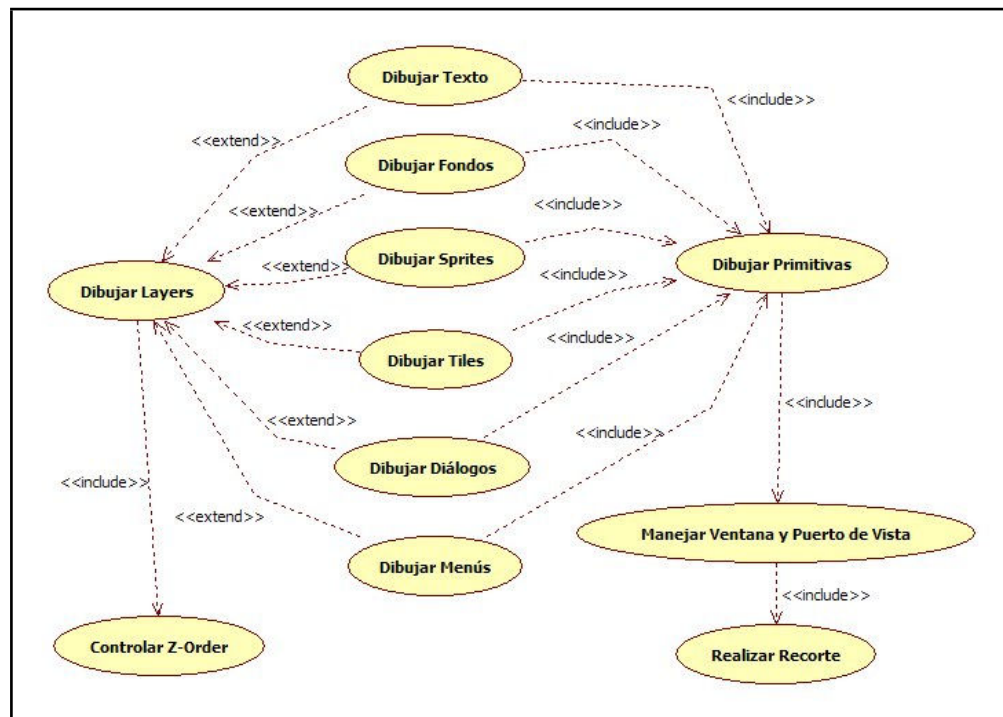 Dibujar Texto
<<include>>
<<extend>>
<<include>>
Dibujar Fondos
<<extend>>
<<include>>
Dibujar Sprites
<<extend>>
Dibujar Primitivas
<<include>>
Dibujar Layers
<<extend>>
<<include>>
Dibujar Tiles
<<include>>
<<extend>>
<<include>>
Dibujar Diálogos
<<include>>
<<extend>>
Manejar Ventana y Puerto de Vista
Dibujar Menús
<<include>>
Controlar Z-Order
Realizar Recorte